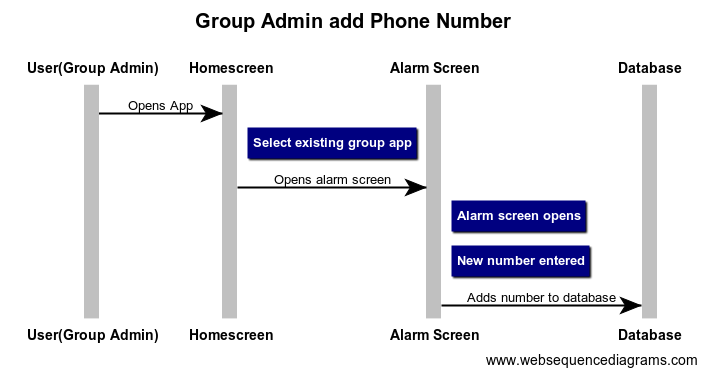 Group Admin add Phone Number
User(Group Admin) Homescreen Alarm Screen Database
Opens App
Select existing group app
Opens alarm screen
Alarm screen opens
New number entered
Adds number to database
User(Group Admin) Homescreen Alarm Screen Database
www.websequencediagrams.com